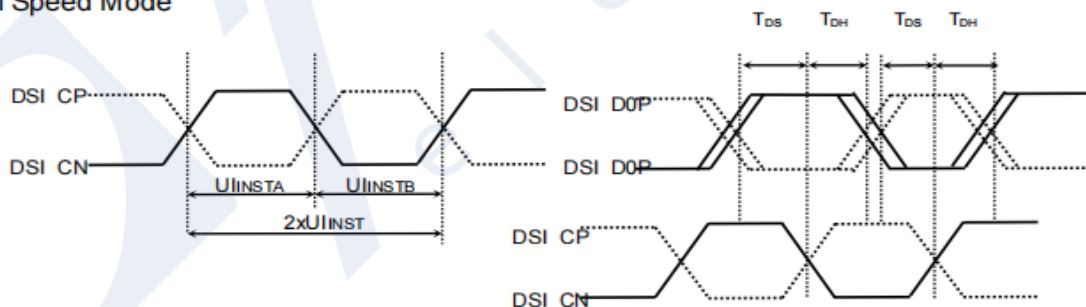 Speed Mode
DSI CP
DSI CN
UIINSTA UIINSTB
2xUIINST
TDS TDH TDS TDH
DSI D0P
DSI D0P
DSI CP
DSI CN